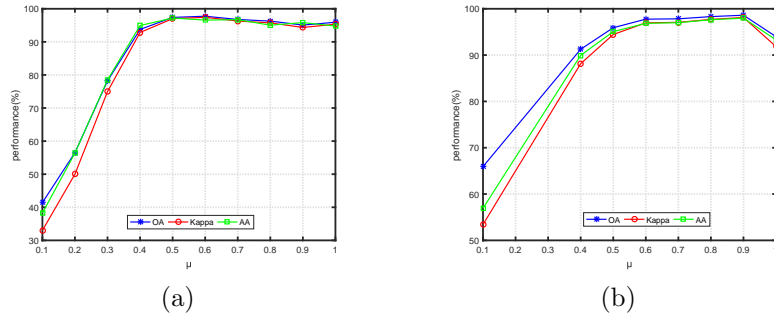 100
90
80
70
60
50
40
30
performance(%)
OA Kappa AA
0.1 0.2 0.3 0.4 0.5 0.6 0.7 0.8 0.9 1
μ
(a)
100
90
80
70
60
50
performance(%)
OA Kappa AA
0.1 0.2 0.3 0.4 0.5 0.6 0.7 0.8 0.9
μ
(b)